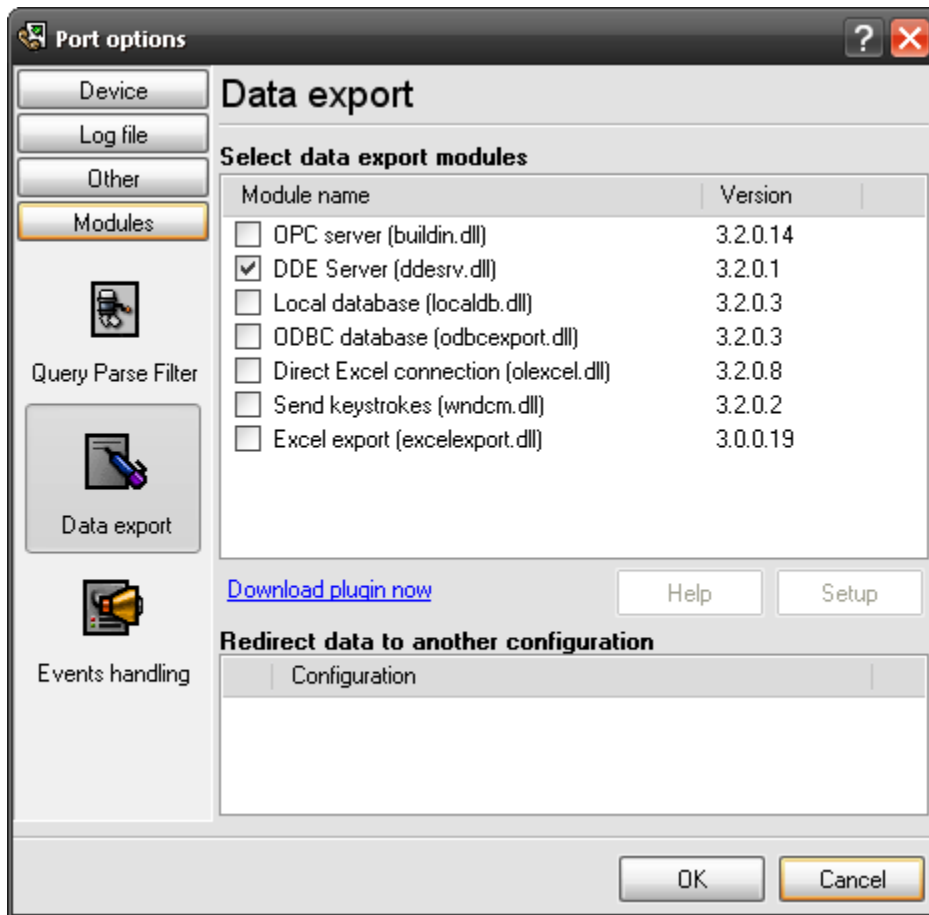 Port options
?
Device
Log file
Other
Modules
Query Parse Filter
Data export
Events handling
Data export
Select data export modules
Module name Version
OPC server (buildin.dll) 3.2.0.14
DDE Server (ddesrv.dll) 3.2.0.1
Local database (localdb.dll) 3.2.0.3
ODBC database (odbcexport.dll) 3.2.0.3
Direct Excel connection (olexcel.dll) 3.2.0.8
Send keystrokes (wndcm.dll) 3.2.0.2
Excel export (excelexport.dll) 3.0.0.19
Download plugin now Help Setup
Redirect data to another configuration
Configuration
OK Cancel